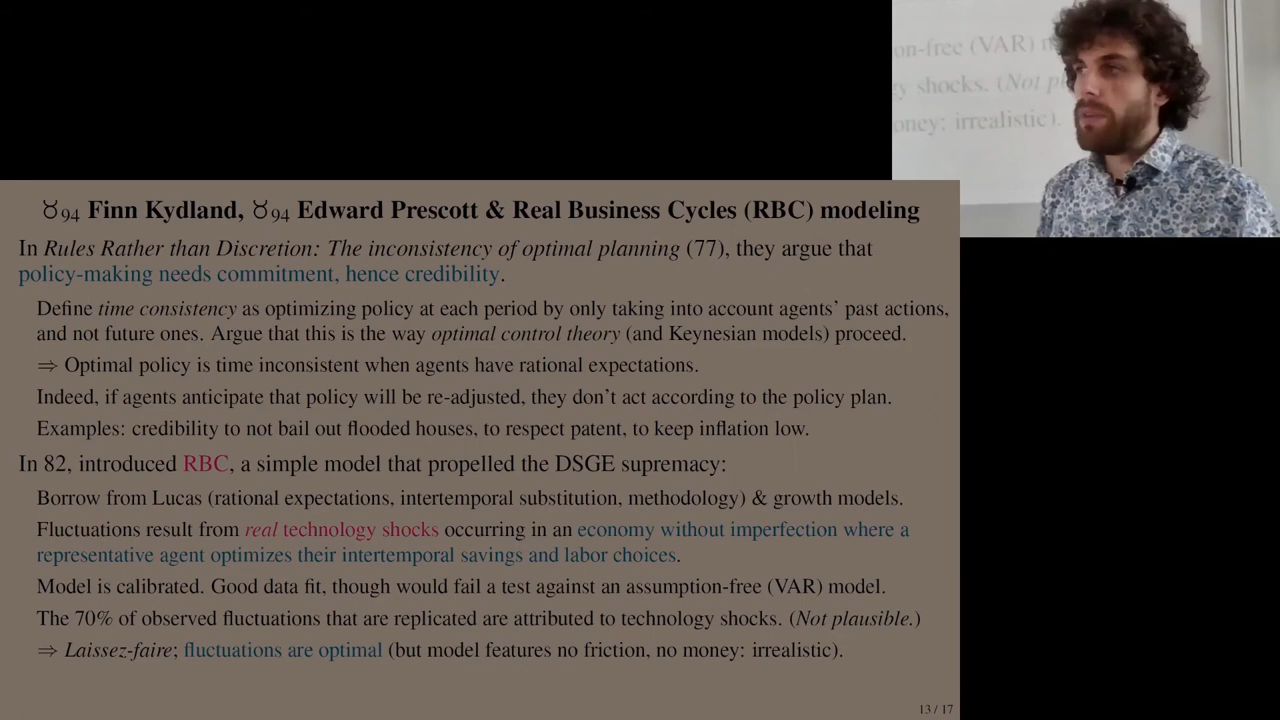 on-free (VAR)
gy shocks. (Not pl
oney: irrealistic).
♉94 Finn Kydland, ♉94 Edward Prescott & Real Business Cycles (RBC) modeling
In Rules Rather than Discretion: The inconsistency of optimal planning (77), they argue that
policy-making needs commitment, hence credibility.
Define time consistency as optimizing policy at each period by only taking into account agents’ past actions,
and not future ones. Argue that this is the way optimal control theory (and Keynesian models) proceed.
⇒ Optimal policy is time inconsistent when agents have rational expectations.
Indeed, if agents anticipate that policy will be re-adjusted, they don’t act according to the policy plan.
Examples: credibility to not bail out flooded houses, to respect patent, to keep inflation low.
In 82, introduced RBC, a simple model that propelled the DSGE supremacy:
Borrow from Lucas (rational expectations, intertemporal substitution, methodology) & growth models.
Fluctuations result from real technology shocks occurring in an economy without imperfection where a
representative agent optimizes their intertemporal savings and labor choices.
Model is calibrated. Good data fit, though would fail a test against an assumption-free (VAR) model.
The 70% of observed fluctuations that are replicated are attributed to technology shocks. (Not plausible.)
⇒ Laissez-faire; fluctuations are optimal (but model features no friction, no money: irrealistic).
13 / 17